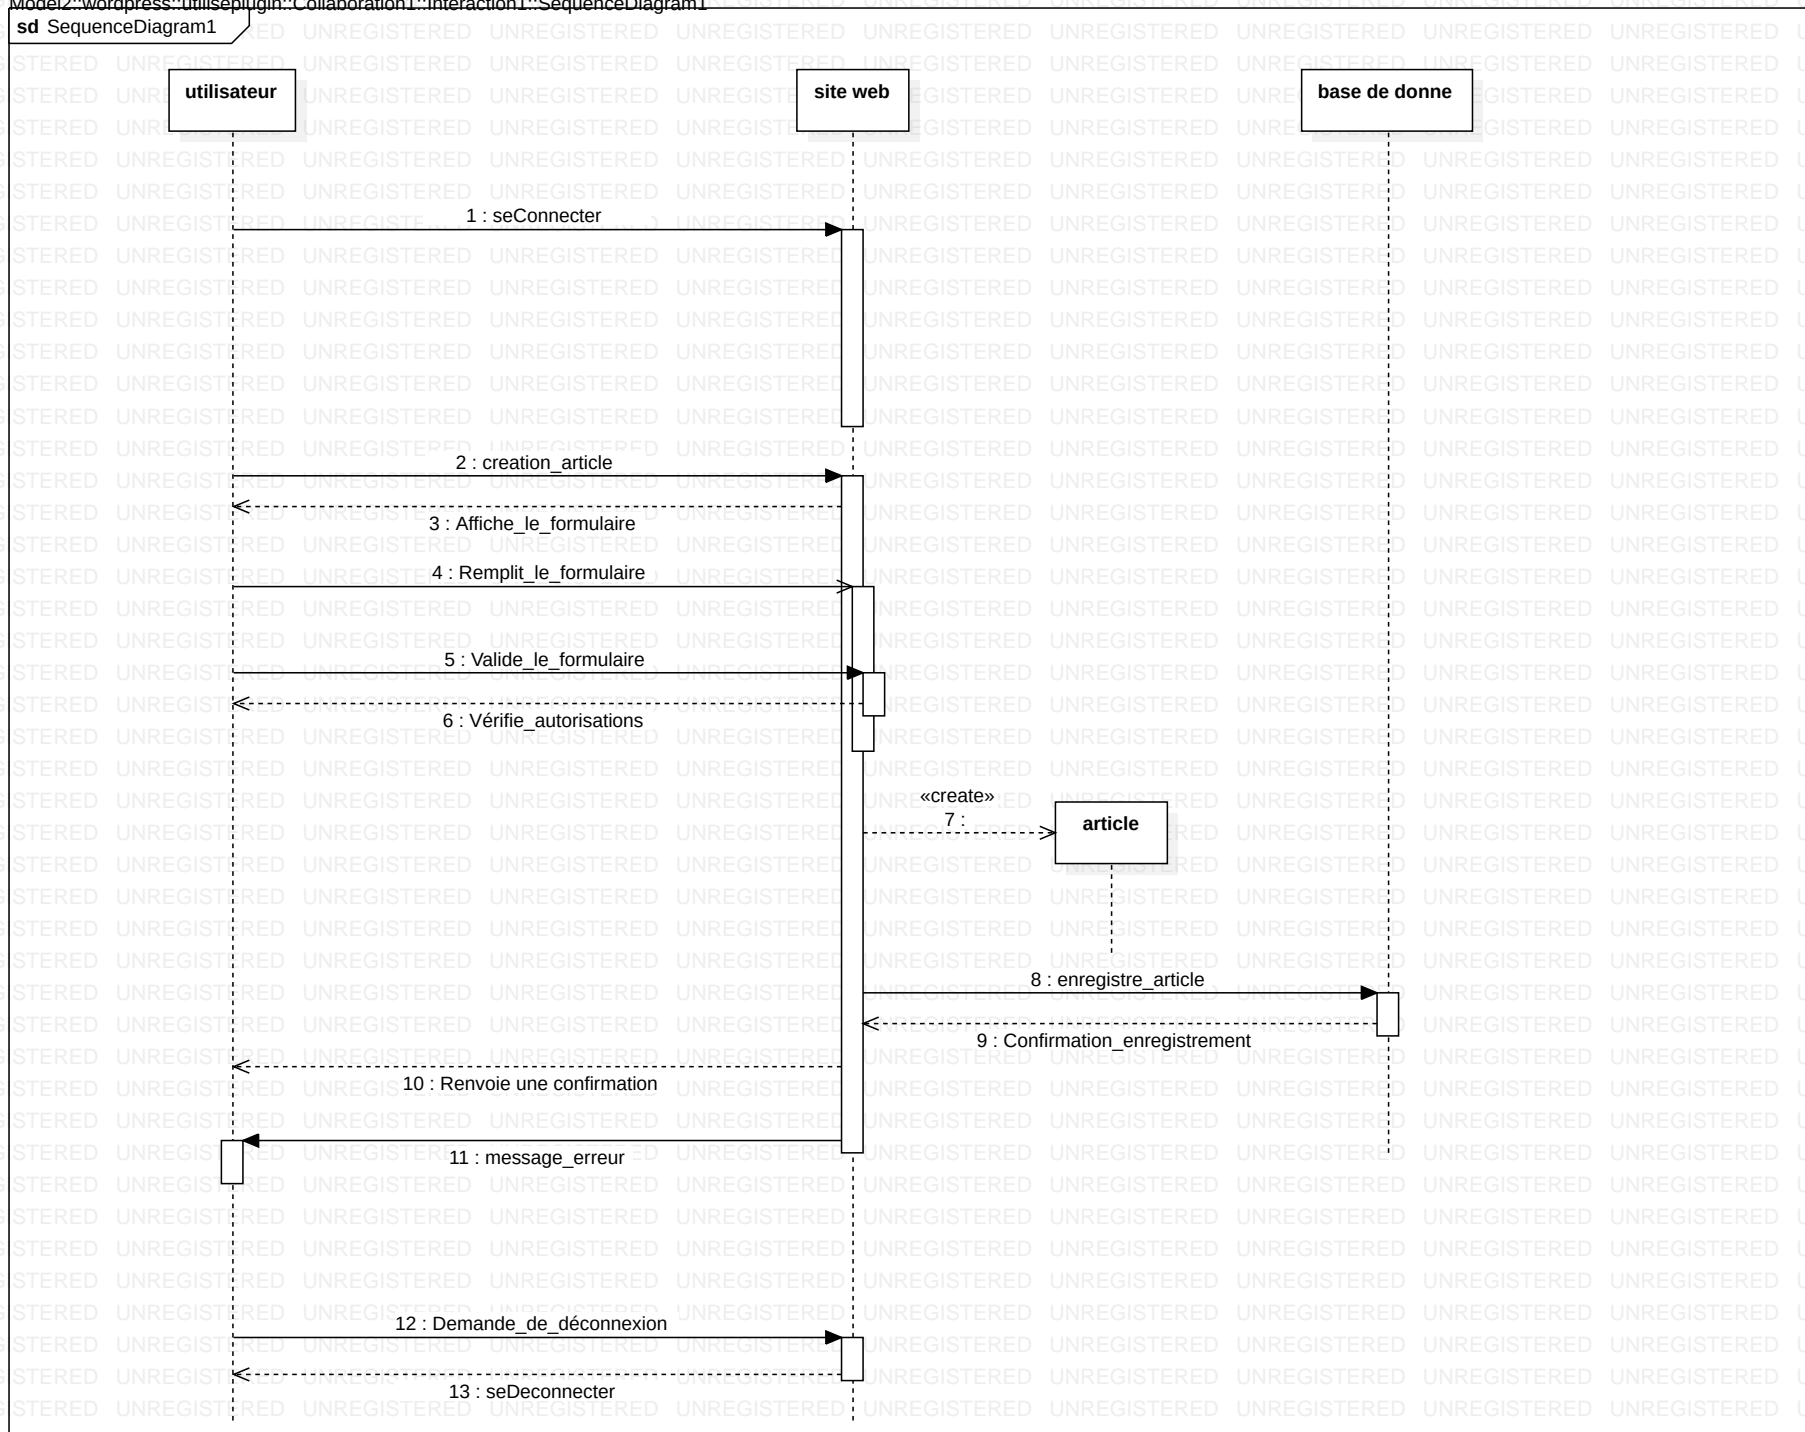 Model2::wordpress::utiliseplugin::Collaboration1::Interaction1::SequenceDiagram1
sd SequenceDiagram1
utilisateur
site web
base de donne
1 : seConnecter
2 : creation_article
3 : Affiche_le_formulaire
4 : Remplit_le_formulaire
5 : Valide_le_formulaire
6 : Vérifie_autorisations
«create»
7 :
article
8 : enregistre_article
9 : Confirmation_enregistrement
10 : Renvoie une confirmation
11 : message_erreur
12 : Demande_de_déconnexion
13 : seDeconnecter
UNREGISTERED